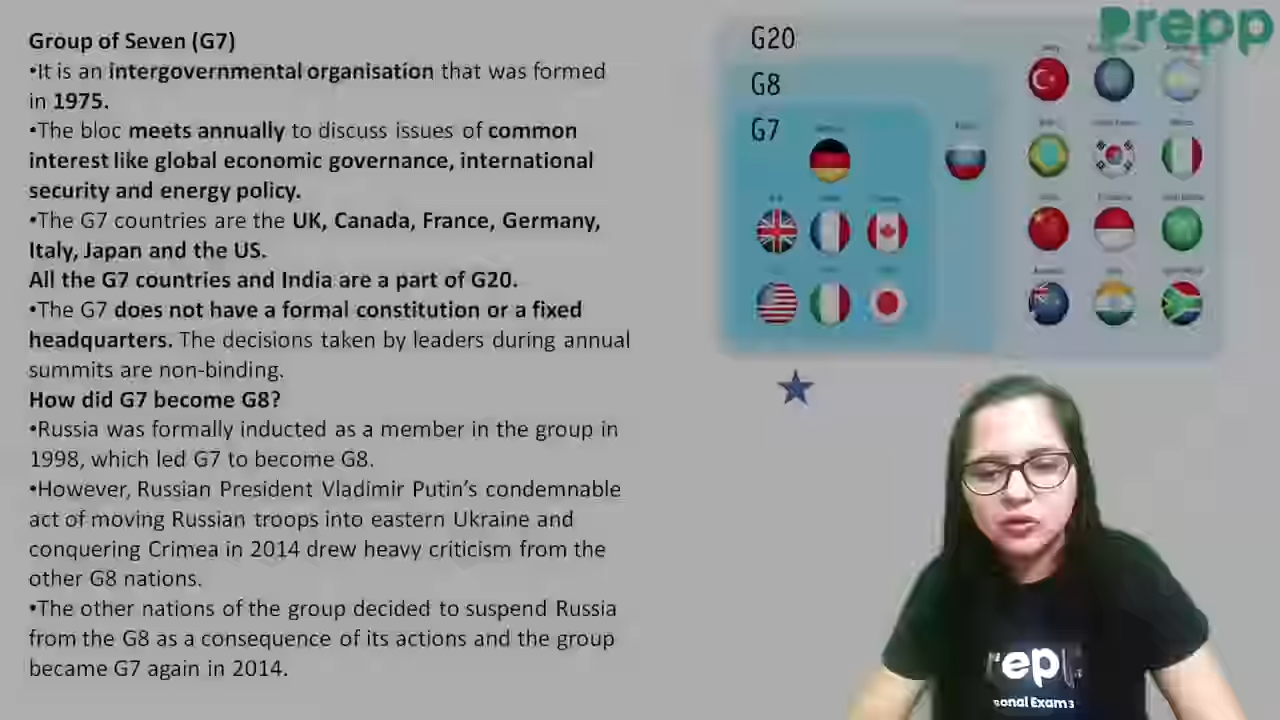 Group of Seven (G7)
•It is an intergovernmental organisation that was formed
in 1975.
•The bloc meets annually to discuss issues of common
interest like global economic governance, international
security and energy policy.
•The G7 countries are the UK, Canada, France, Germany,
Italy, Japan and the US.
All the G7 countries and India are a part of G20.
•The G7 does not have a formal constitution or a fixed
headquarters. The decisions taken by leaders during annual
summits are non-binding.
How did G7 become G8?
•Russia was formally inducted as a member in the group in
1998, which led G7 to become G8.
•However, Russian President Vladimir Putin’s condemnable
act of moving Russian troops into eastern Ukraine and
conquering Crimea in 2014 drew heavy criticism from the
other G8 nations.
•The other nations of the group decided to suspend Russia
from the G8 as a consequence of its actions and the group
became G7 again in 2014.
prepp
G20
G8
G7